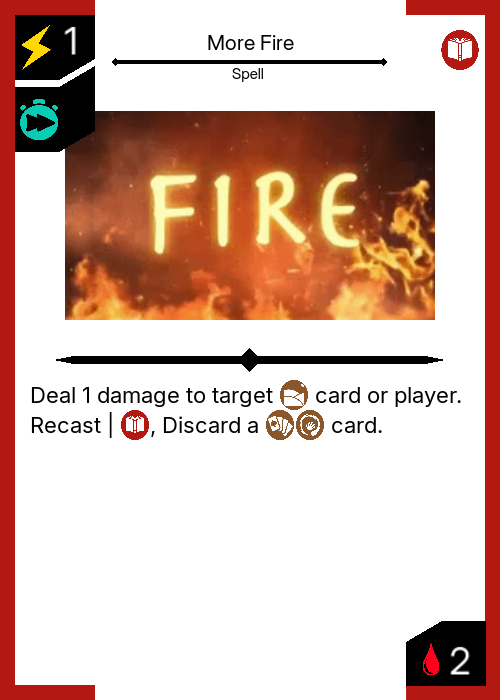 1
More Fire
Spell
FIRE
Deal 1 damage to target card or player.
Recast | , Discard a card.
2